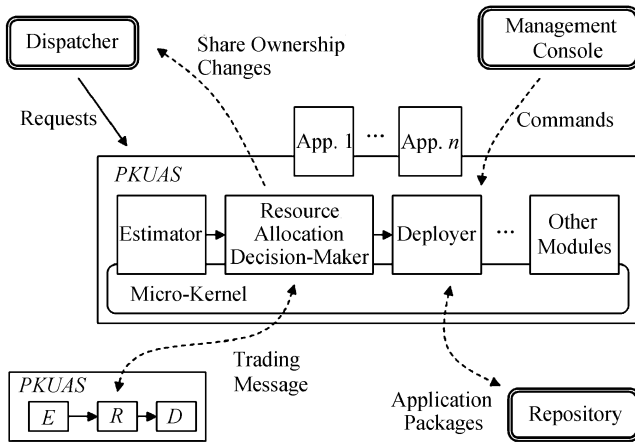 Dispatcher
Share Ownership
Changes
Management
Console
Requests
Commands
App. 1
...
App. n
PKUAS
Estimator
Resource
Allocation
Decision-Maker
Deployer
...
Other
Modules
Micro-Kernel
Trading
Message
PKUAS
E
R
D
Application
Packages
Repository